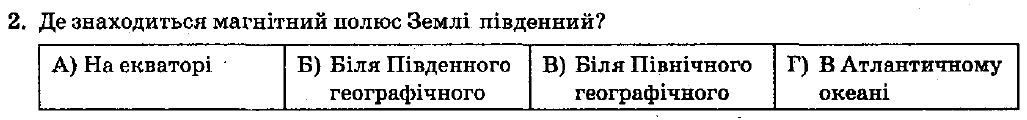 2. Де знаходиться магнітний полюс Землі південний?
А) На екваторі Б) Біля Південного В) Біля Північного Г) В Атлантичному
географічного географічного океані